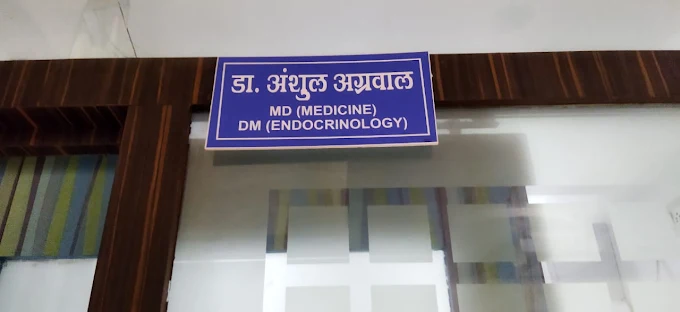 डा. अंशुल अग्रवाल
MD (MEDICINE)
DM (ENDOCRINOLOGY)